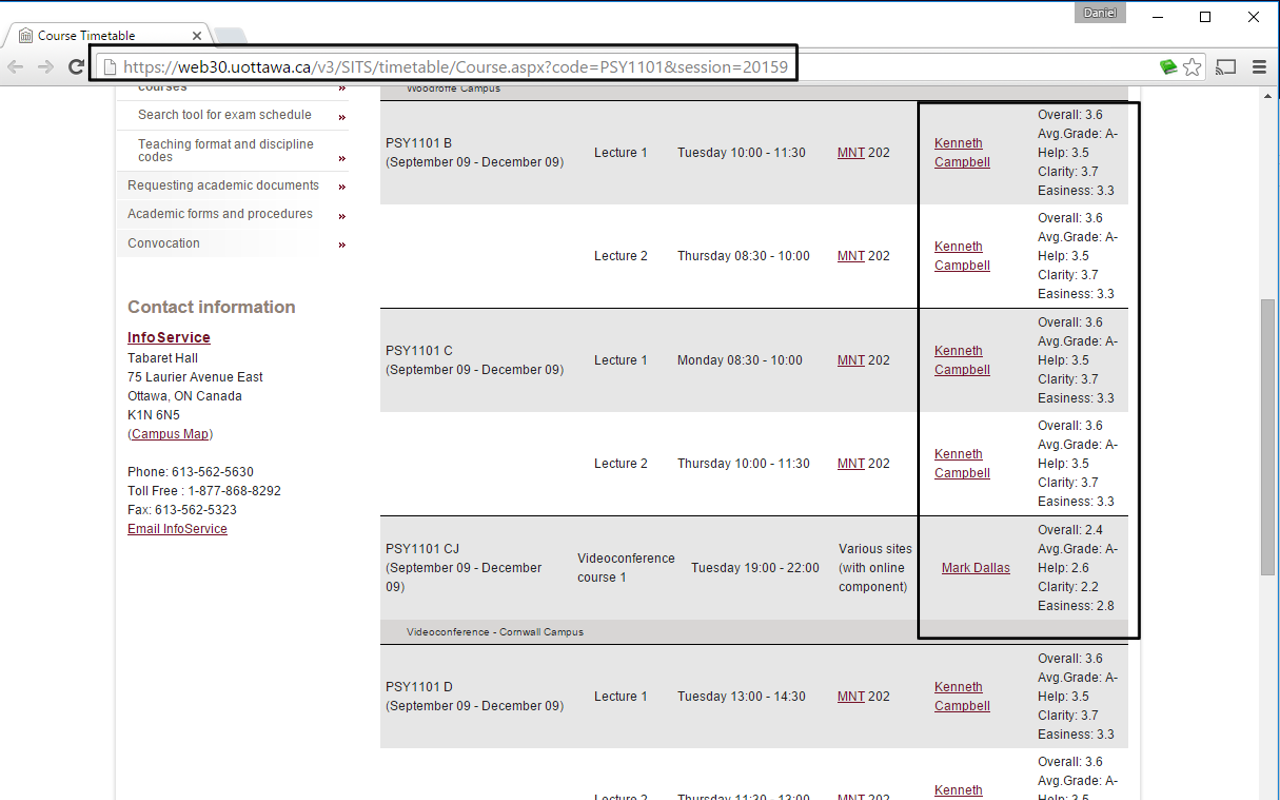 Daniel
Course Timetable
https://web30.uottawa.ca/v3/SITS/timetable/Course.aspx?code=PSY1101&session=20159
courses »
Search tool for exam schedule »
Teaching format and discipline
codes »
Requesting academic documents »
Academic forms and procedures »
Convocation »
Contact information
InfoService
Tabaret Hall
75 Laurier Avenue East
Ottawa, ON Canada
K1N 6N5
(Campus Map)
Phone: 613-562-5630
Toll Free : 1-877-868-8292
Fax: 613-562-5323
Email InfoService
Woodroffe Campus
PSY1101 B
(September 09 - December 09)
Lecture 1
Tuesday 10:00 - 11:30
MNT 202
Kenneth
Campbell
Overall: 3.6
Avg.Grade: A-
Help: 3.5
Clarity: 3.7
Easiness: 3.3
Lecture 2
Thursday 08:30 - 10:00
MNT 202
Kenneth
Campbell
Overall: 3.6
Avg.Grade: A-
Help: 3.5
Clarity: 3.7
Easiness: 3.3
PSY1101 C
(September 09 - December 09)
Lecture 1
Monday 08:30 - 10:00
MNT 202
Kenneth
Campbell
Overall: 3.6
Avg.Grade: A-
Help: 3.5
Clarity: 3.7
Easiness: 3.3
Lecture 2
Thursday 10:00 - 11:30
MNT 202
Kenneth
Campbell
Overall: 3.6
Avg.Grade: A-
Help: 3.5
Clarity: 3.7
Easiness: 3.3
PSY1101 CJ
(September 09 - December
09)
Videoconference
course 1
Tuesday 19:00 - 22:00
Various sites
(with online
component)
Mark Dallas
Overall: 2.4
Avg.Grade: A-
Help: 2.6
Clarity: 2.2
Easiness: 2.8
Videoconference - Cornwall Campus
PSY1101 D
(September 09 - December 09)
Lecture 1
Tuesday 13:00 - 14:30
MNT 202
Kenneth
Campbell
Overall: 3.6
Avg.Grade: A-
Help: 3.5
Clarity: 3.7
Easiness: 3.3
Lecture 2
Thursday 11:30 - 13:00
MNT 202
Kenneth
Overall: 3.6
Avg.Grade: A-
Help: 3.5